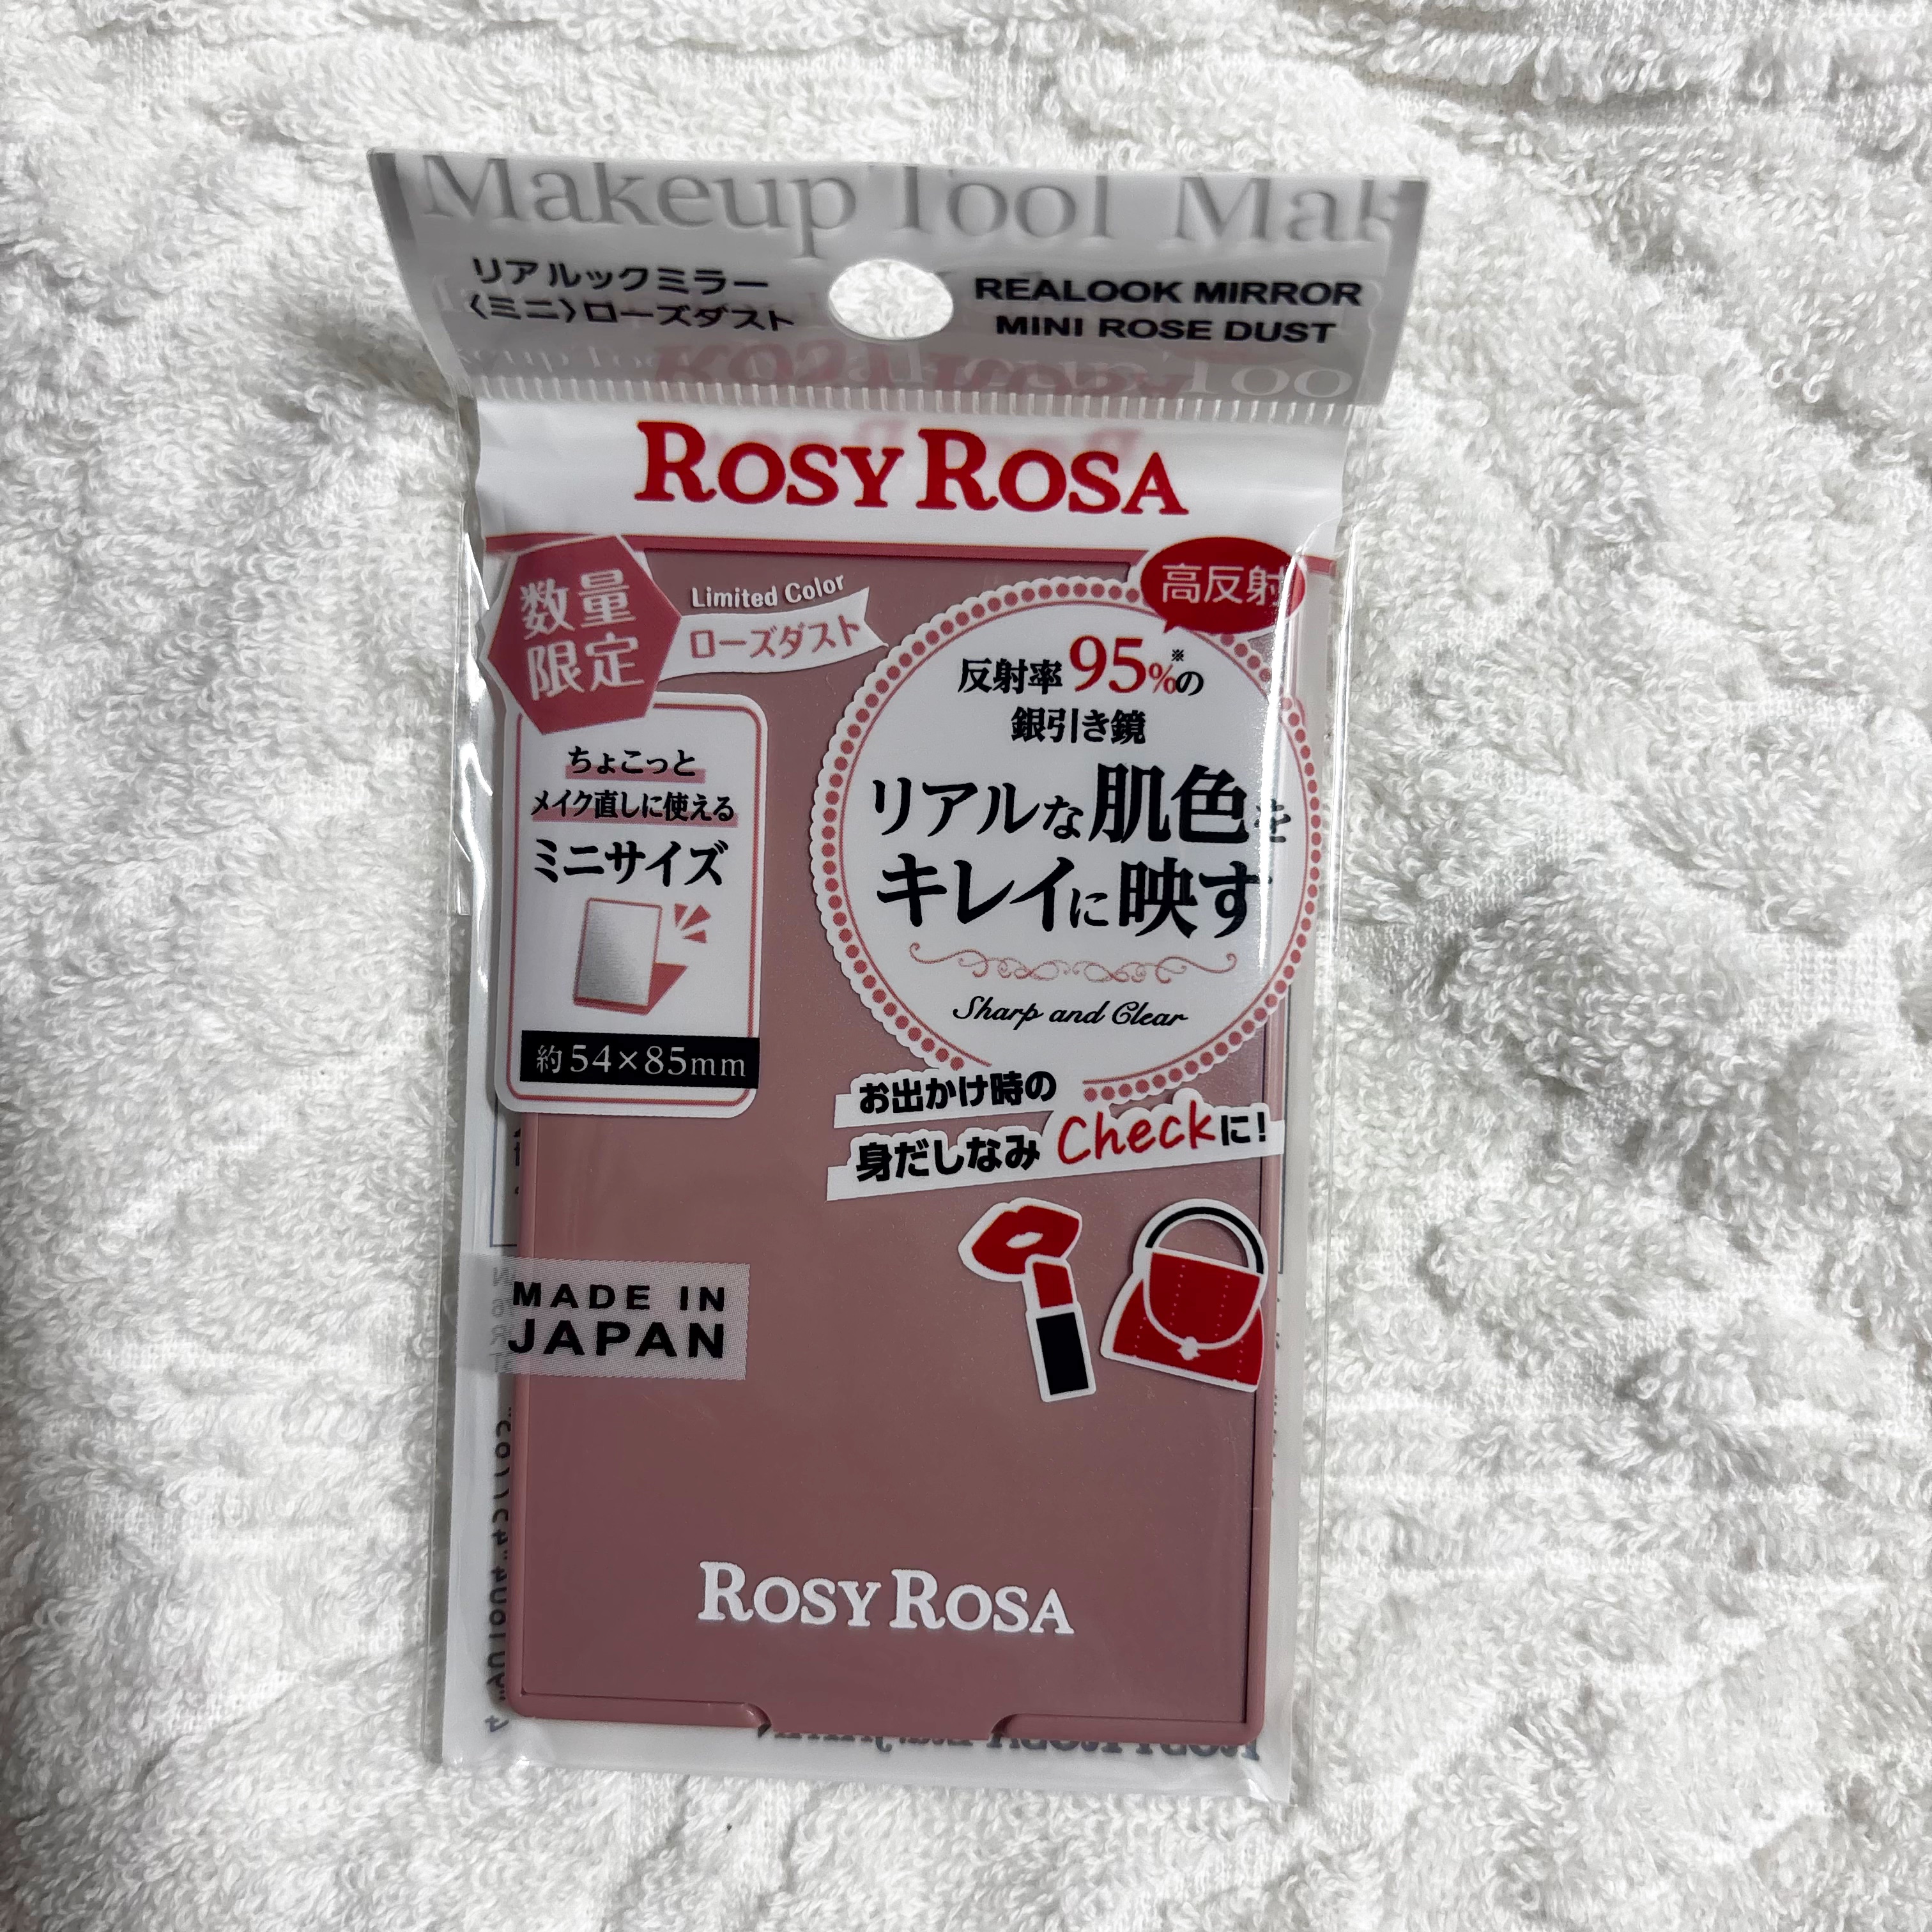 Makeup Tool Mak
リアルックミラー
〈ミニ〉ローズダスト
REALOOK MIRROR
MINI ROSE DUST
ROSY ROSA
数量
限定
Limited Color
ローズダスト
高反射
反射率95%※の
銀引き鏡
リアルな肌色を
キレイに映す
Sharp and Clear
ちょこっと
メイク直しに使える
ミニサイズ
約54×85mm
お出かけ時の
身だしなみCheckに!
MADE IN
JAPAN
ROSY ROSA